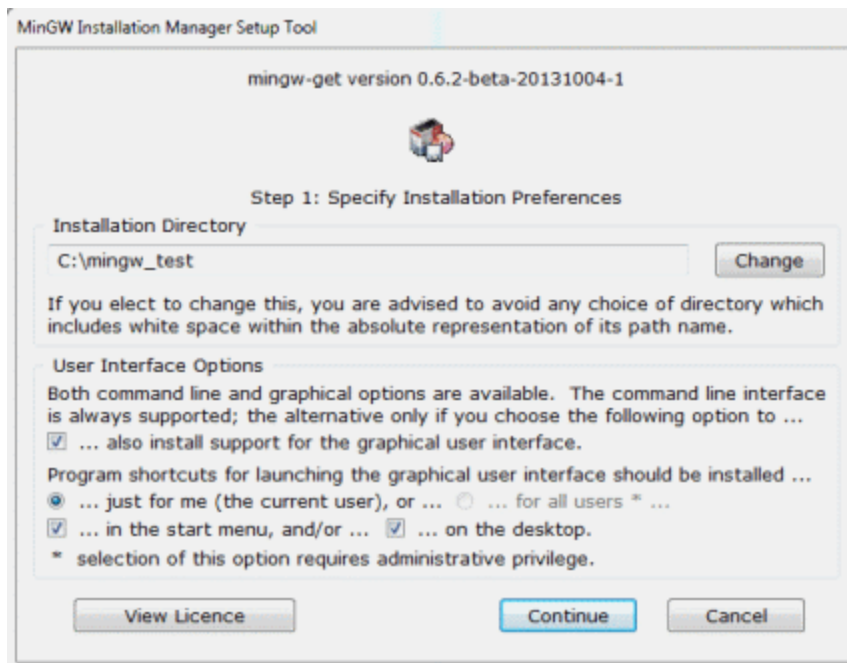 MinGW Installation Manager Setup Tool
mingw-get version 0.6.2-beta-20131004-1
Step 1: Specify Installation Preferences
Installation Directory
C:\mingw_test
Change
If you elect to change this, you are advised to avoid any choice of directory which
includes white space within the absolute representation of its path name.
User Interface Options
Both command line and graphical options are available.  The command line interface
is always supported; the alternative only if you choose the following option to ...
... also install support for the graphical user interface.
Program shortcuts for launching the graphical user interface should be installed ...
... just for me (the current user), or ... ... for all users * ...
... in the start menu, and/or ... ... on the desktop.
* selection of this option requires administrative privilege.
View Licence Continue Cancel